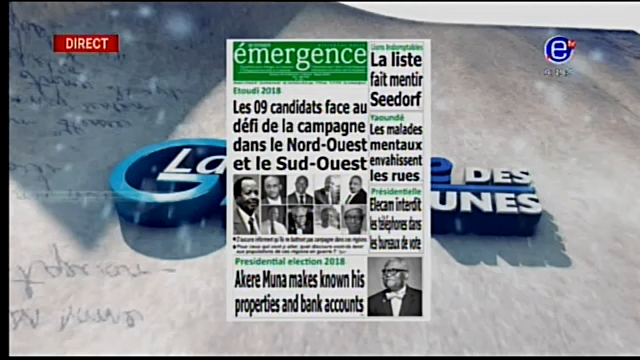 DIRECT
émergence
Etoudi 2018
Les 09 candidats face au
défi de la campagne
dans le Nord-Ouest
et le Sud-Ouest
Lions Indomptables
La liste
fait mentir
Seedorf
Yaoundé
Les malades
mentaux
envahissent
les rues
Présidentielle
Elecam interdit
les téléphones dans
les bureaux de vote
Presidential election 2018
Akere Muna makes known his
properties and bank accounts
La
DES
UNES